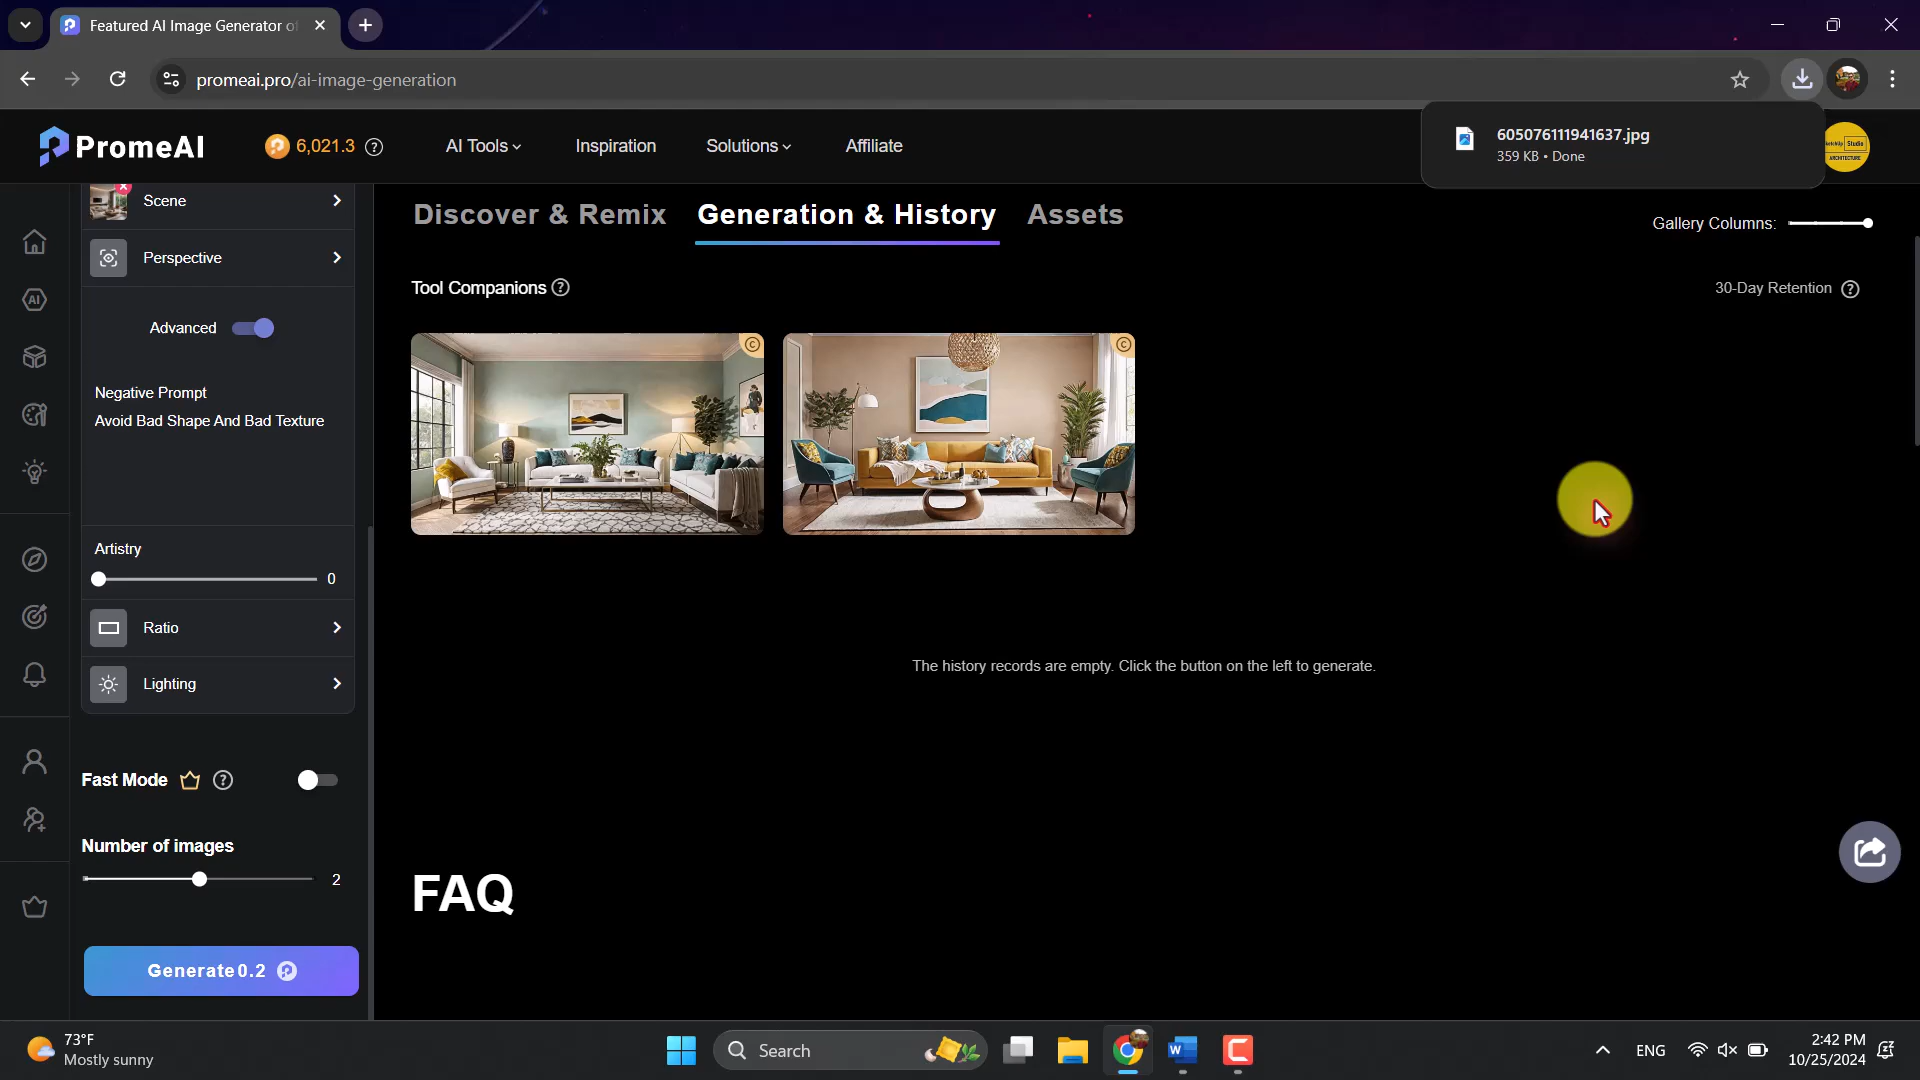 Featured AI Image Generator o
promeai.pro/ai-image-generation
PromeAI
6,021.3
AI Tools
Inspiration
Solutions
Affiliate
605076111941637.jpg
359 KB • Done
Studio
ARCHITECTURE
Scene
Perspective
Advanced
Negative Prompt
Avoid Bad Shape And Bad Texture
Artistry
0
Ratio
Lighting
Fast Mode
Number of images
2
Generate 0.2
Discover & Remix
Generation & History
Assets
Gallery Columns:
Tool Companions
30-Day Retention
The history records are empty. Click the button on the left to generate.
FAQ
73°F
Mostly sunny
Search
ENG
2:42 PM
10/25/2024